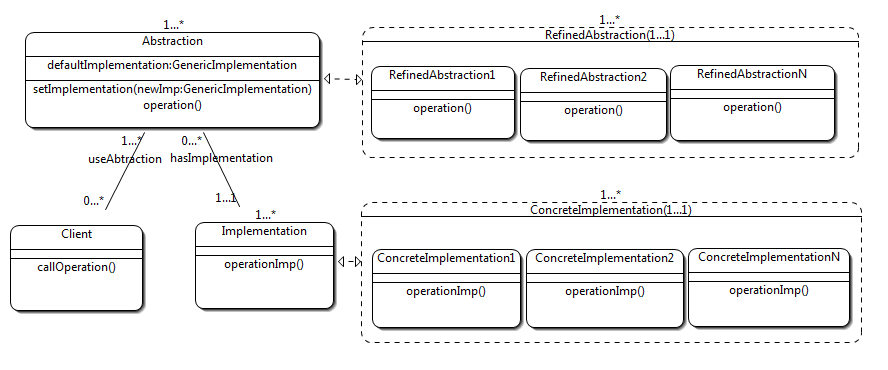 1...*
Abstraction
defaultImplementation:GenericImplementation
setImplementation(newImp:GenericImplementation)
operation()
1...*
RefinedAbstraction(1...1)
RefinedAbstraction1
operation()
RefinedAbstraction2
operation()
RefinedAbstractionN
operation()
1...*
useAbtraction
0...*
0...*
hasImplementation
1...1
1...*
Client
callOperation()
Implementation
operationImp()
1...*
ConcreteImplementation(1...1)
ConcreteImplementation1
operationImp()
ConcreteImplementation2
operationImp()
ConcreteImplementationN
operationImp()